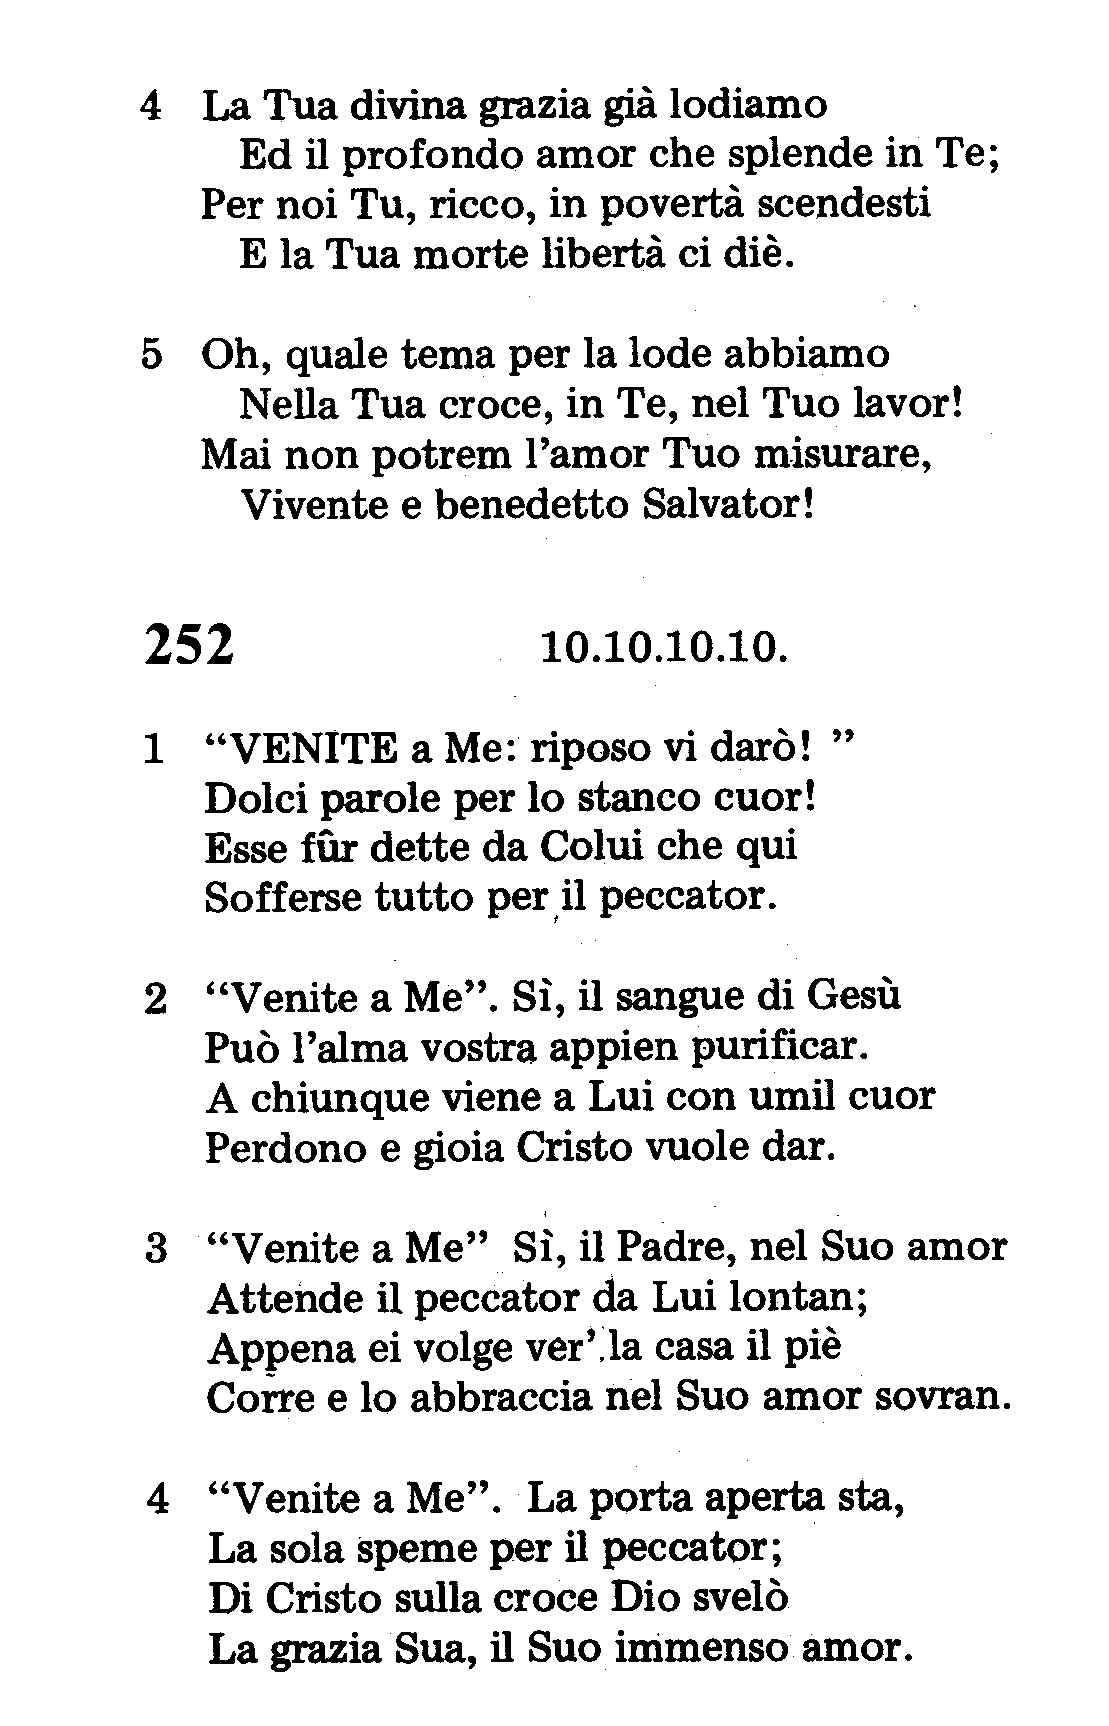 4 La Tua divina grazia già lodiamo
Ed il profondo amor che splende in Te;
Per noi Tu, ricco, in povertà scendesti
E la Tua morte libertà ci diè.
5 Oh, quale tema per la lode abbiamo
Nella Tua croce, in Te, nel Tuo lavor!
Mai non potrem l’amor Tuo misurare,
Vivente e benedetto Salvator!
252 10.10.10.10.
1 “VENITE a Me: riposo vi darò! ”
Dolci parole per lo stanco cuor!
Esse fûr dette da Colui che qui
Sofferse tutto per il peccator.
2 “Venite a Me”. Sì, il sangue di Gesù
Può l’alma vostra appien purificar.
A chiunque viene a Lui con umil cuor
Perdono e gioia Cristo vuole dar.
3 “Venite a Me” Sì, il Padre, nel Suo amor
Attende il peccator da Lui lontan;
Appena ei volge ver’ la casa il piè
Corre e lo abbraccia nel Suo amor sovran.
4 “Venite a Me”. La porta aperta sta,
La sola speme per il peccator;
Di Cristo sulla croce Dio svelò
La grazia Sua, il Suo immenso amor.